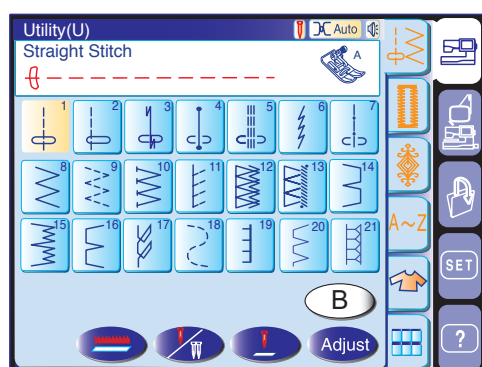 Utility(U) Auto
Straight Stitch A
1 2 3 4 5 6 7
8 9 10 11 12 13 14
15 16 17 18 19 20 21
A~Z
SET
B
Adjust ?